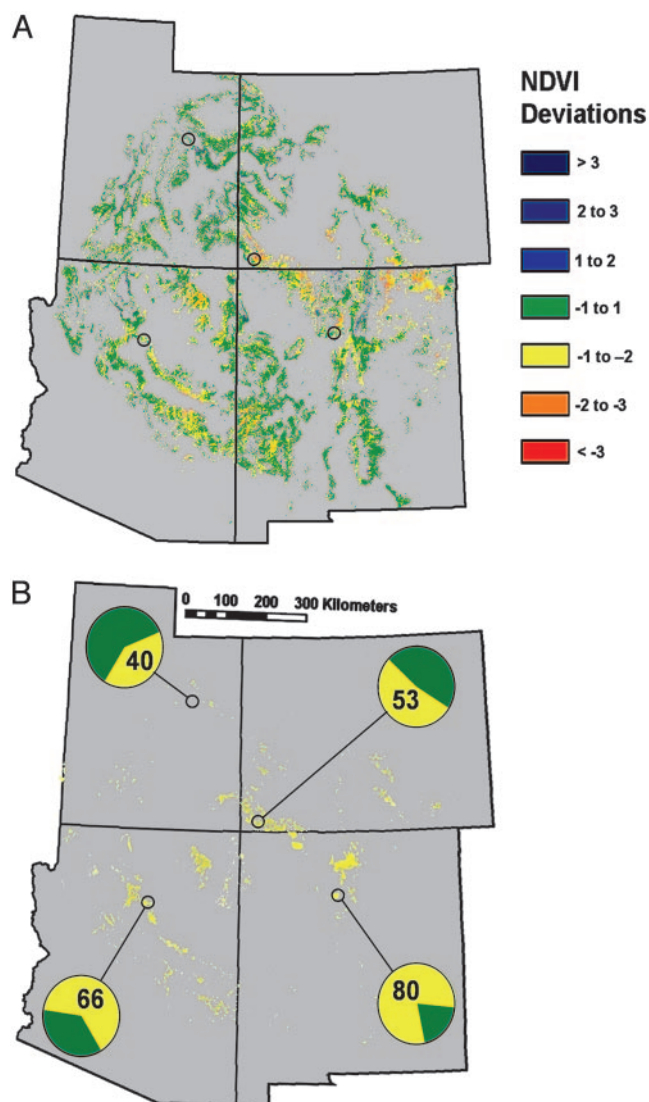 A
NDVI
Deviations
> 3
2 to 3
1 to 2
-1 to 1
-1 to –2
-2 to -3
< -3
B
0 100 200 300 Kilometers
40
53
66
80